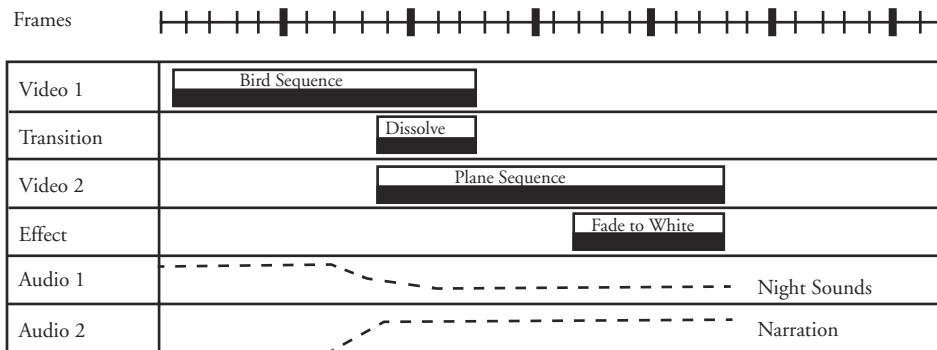 Frames
Video 1
Bird Sequence
Transition
Dissolve
Video 2
Plane Sequence
Effect
Fade to White
Audio 1
Night Sounds
Audio 2
Narration